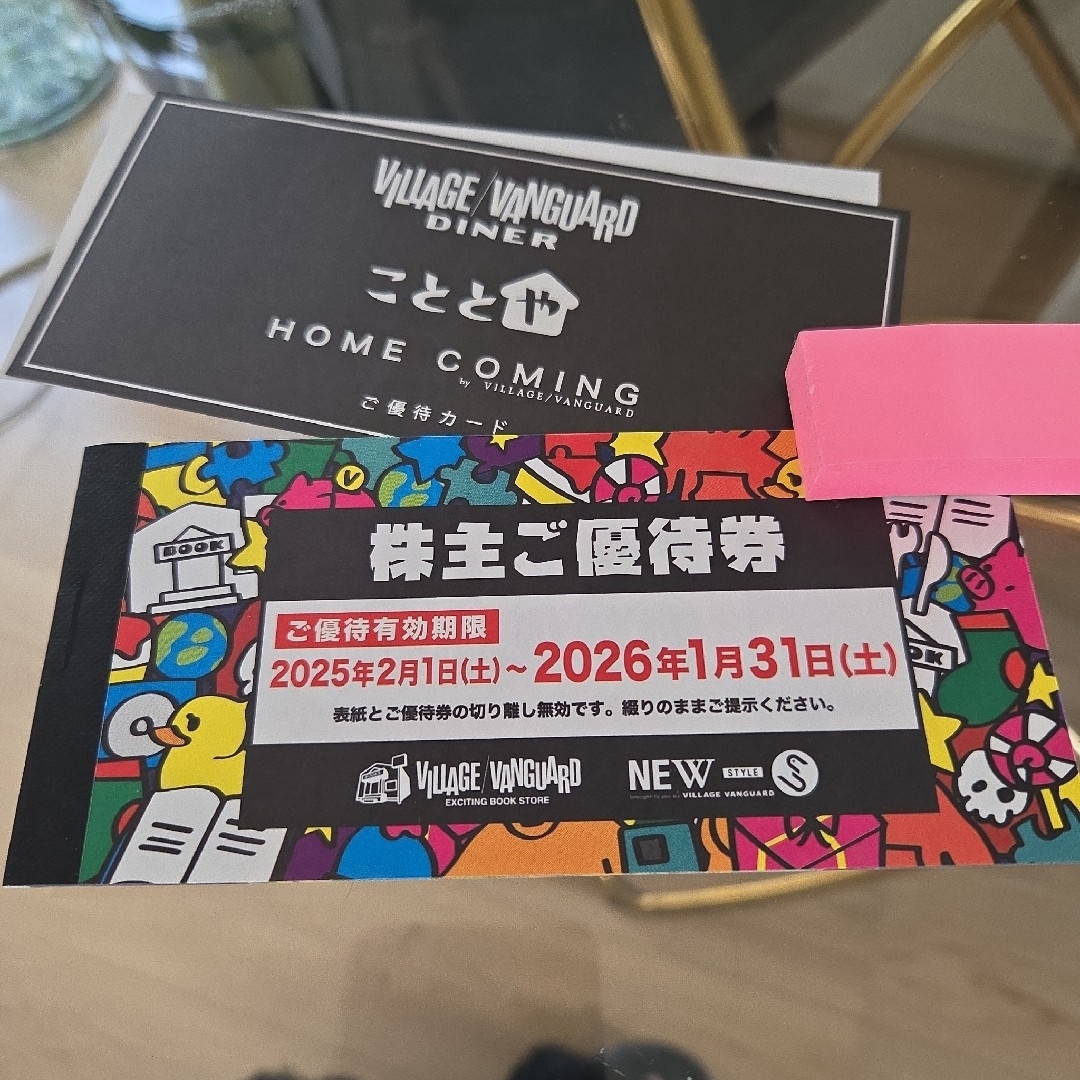 VILLAGE/VANGUARD
DINER
こととや
HOME COMING
by VILLAGE/VANGUARD
ご優待カード
V
BOOK
株主ご優待券
ご優待有効期限
2025年2月1日(土)~2026年1月31日(土)
表紙とご優待券の切り離し無効です。綴りのままご提示ください。
VILLAGE/VANGUARD
EXCITING BOOK STORE
NEW STYLE
VILLAGE VANGUARD